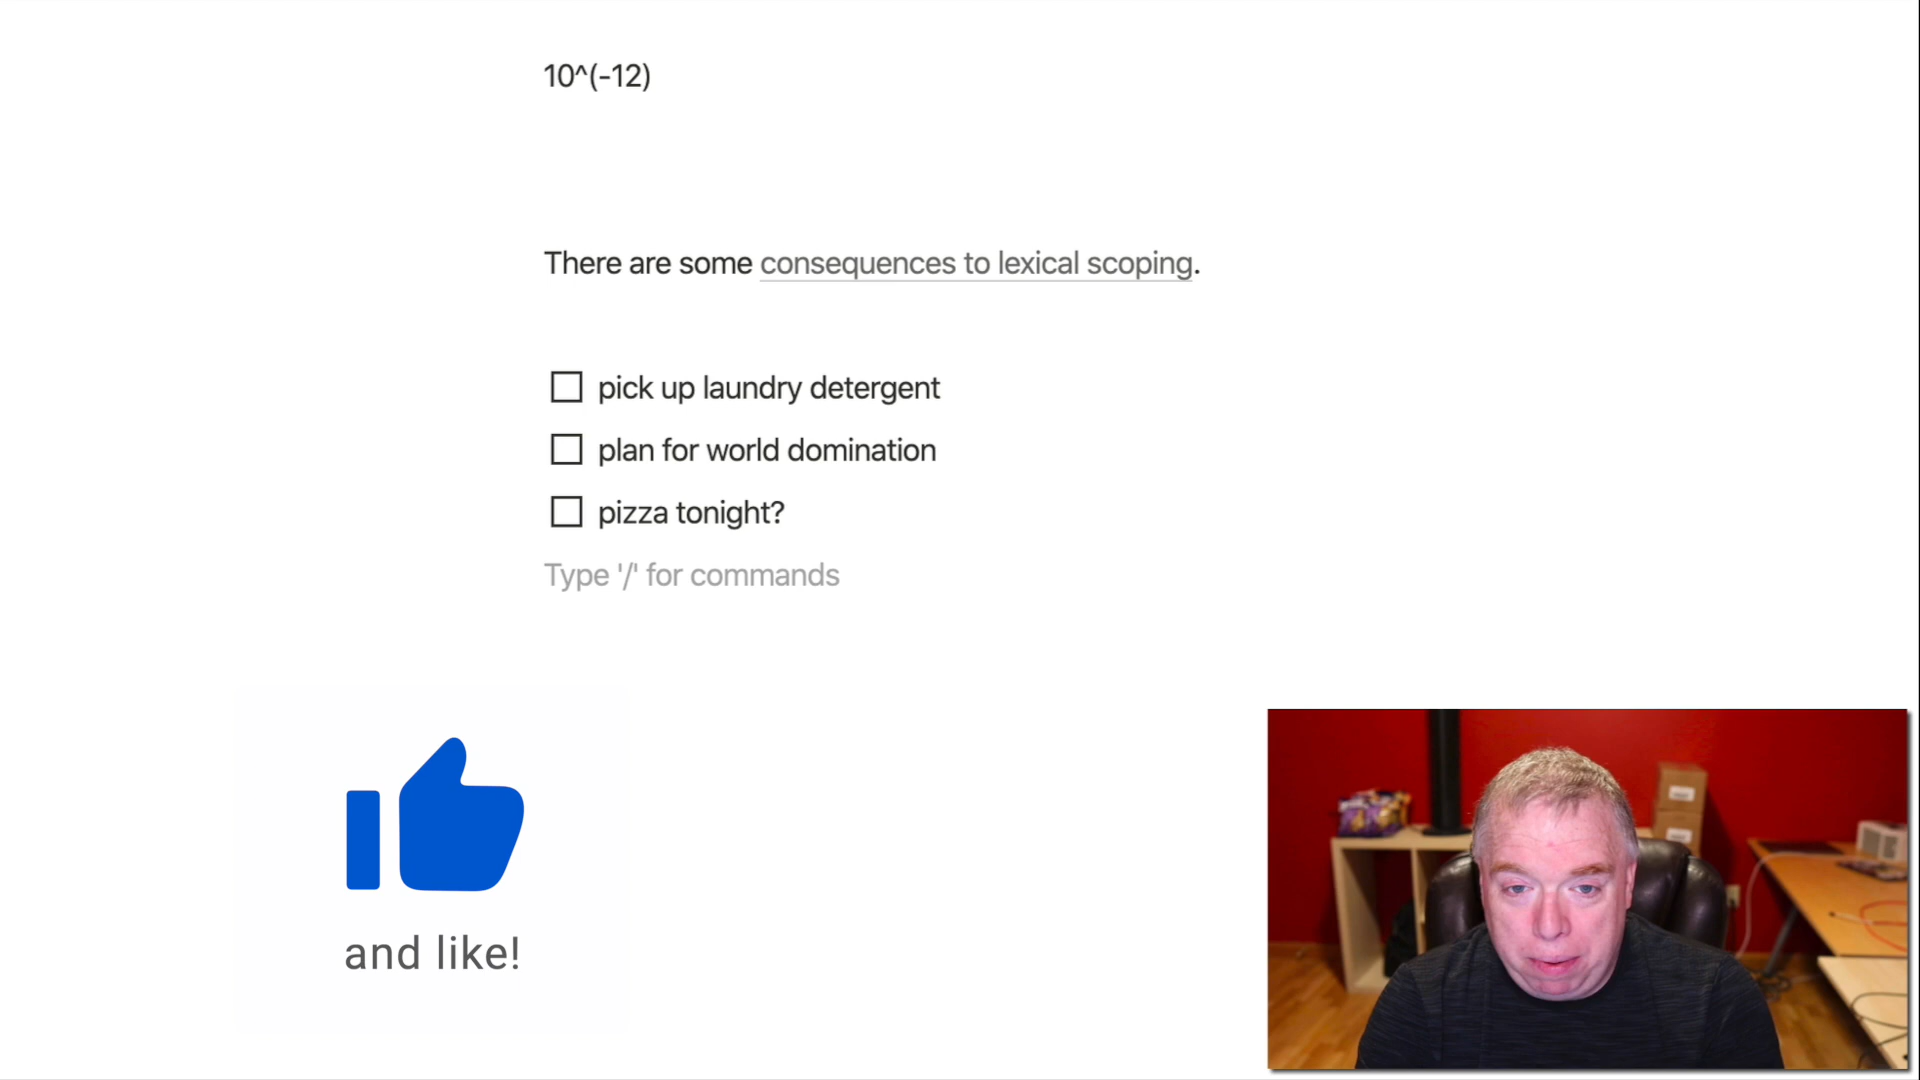 10^(-12)
There are some consequences to lexical scoping.
pick up laundry detergent
plan for world domination
pizza tonight?
Type '/' for commands
and like!